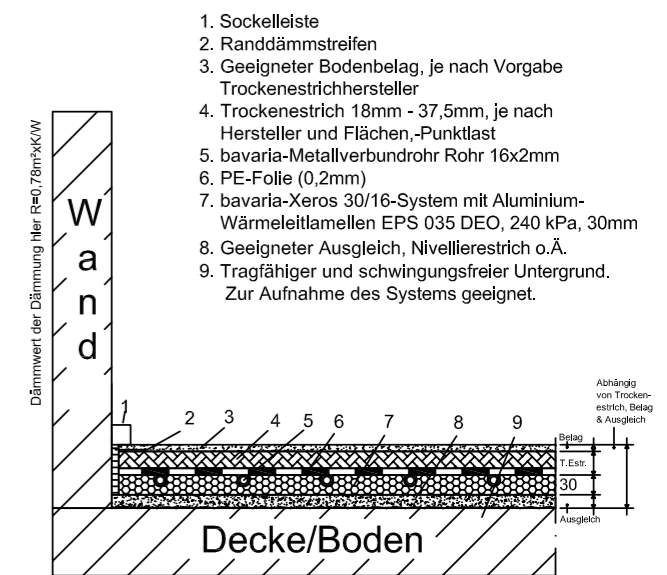 1. Sockelleiste
2. Randdämmstreifen
3. Geeigneter Bodenbelag, je nach Vorgabe
Trockenestrichhersteller
4. Trockenestrich 18mm - 37,5mm, je nach
Hersteller und Flächen,-Punktlast
5. bavaria-Metallverbundrohr Rohr 16x2mm
6. PE-Folie (0,2mm)
7. bavaria-Xeros 30/16-System mit Aluminium-
Wärmeleitlamellen EPS 035 DEO, 240 kPa, 30mm
8. Geeigneter Ausgleich, Nivellierestrich o.Ä.
9. Tragfähiger und schwingungsfreier Untergrund.
Zur Aufnahme des Systems geeignet.
Dämmwert der Dämmung hier R=0,78m²xK/W
W
a
n
d
Abhängig
von Trocken-
estrich, Belag
& Ausgleich
1 2 3 4 5 6 7 8 9
Belag
T.Estr.
30
Ausgleich
Decke/Boden